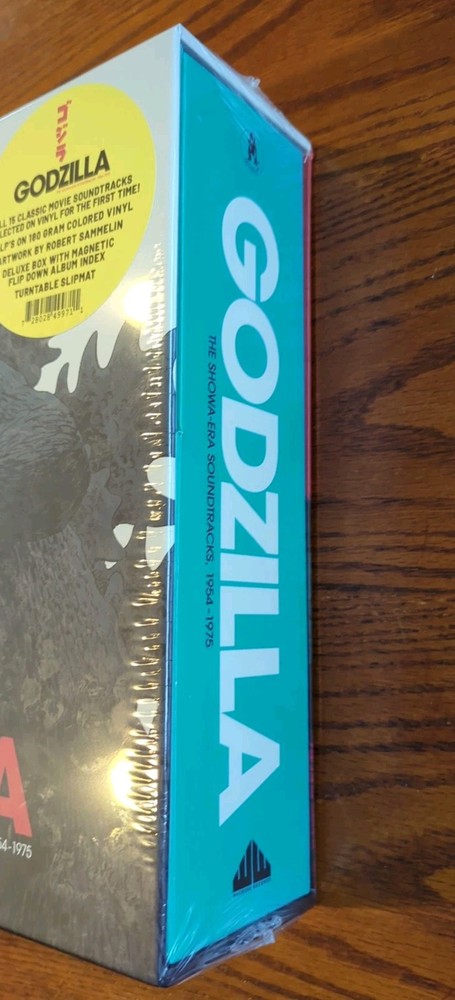 ゴジラ
GODZILLA
LL 15 CLASSIC MOVIE SOUNDTRACKS
LECTED ON VINYL FOR THE FIRST TIME!
LP'S ON 180 GRAM COLORED VINYL
ARTWORK BY ROBERT SAMMELIN
DELUXE BOX WITH MAGNETIC
FLIP DOWN ALBUM INDEX
TURNTABLE SLIPMAT
A
54-1975
GODZILLA
THE SHOWA-ERA SOUNDTRACKS, 1954-1975